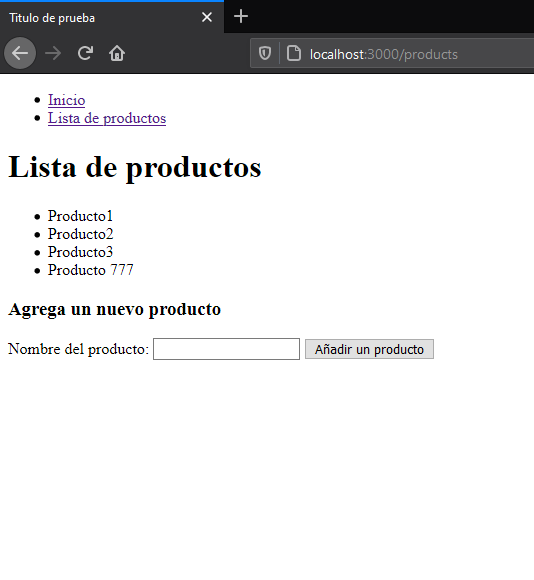 Titulo de prueba
localhost:3000/products
Inicio
Lista de productos
Lista de productos
Producto1
Producto2
Producto3
Producto 777
Agrega un nuevo producto
Nombre del producto: Añadir un producto